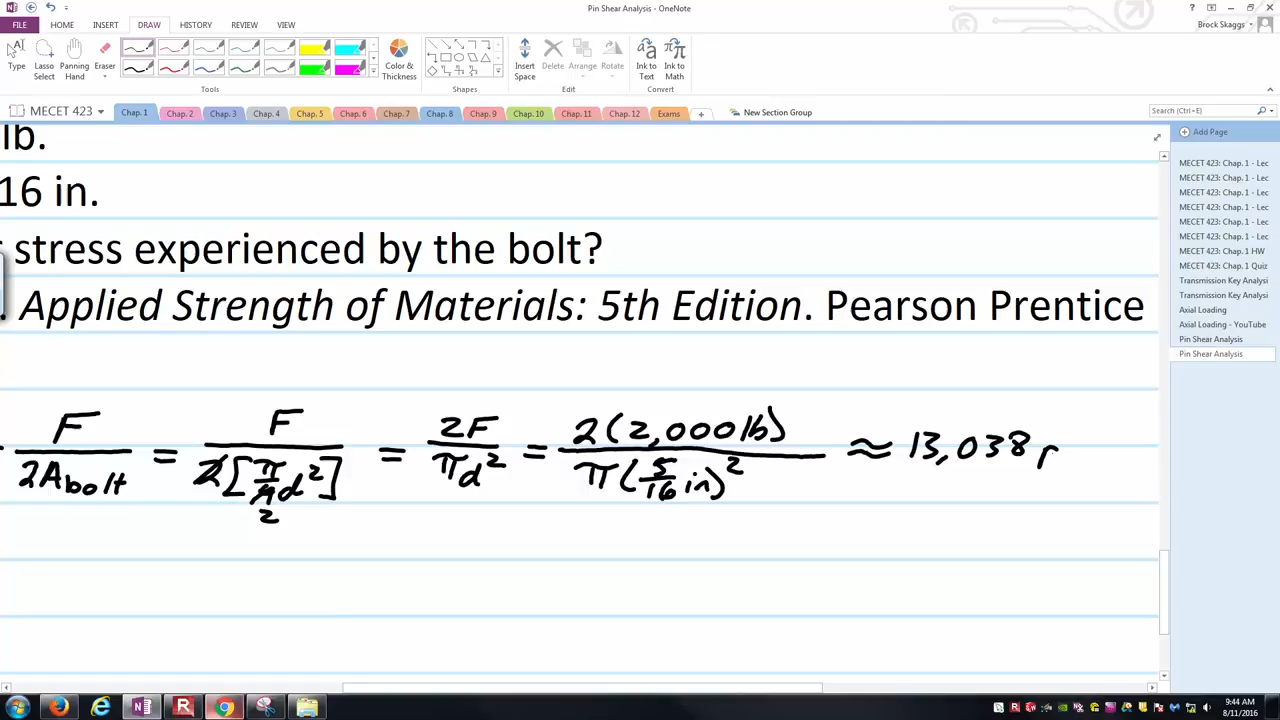 Pin Shear Analysis - OneNote
FILE HOME INSERT DRAW HISTORY REVIEW VIEW
Brock Skaggs
Type Lasso Select Panning Hand Eraser Color & Thickness Insert Space Delete Arrange Rotate Ink to Text Ink to Math
Tools Shapes Edit Convert
MECET 423 Chap. 1 Chap. 2 Chap. 3 Chap. 4 Chap. 5 Chap. 6 Chap. 7 Chap. 8 Chap. 9 Chap. 10 Chap. 11 Chap. 12 Exams New Section Group
Search (Ctrl+E)
Add Page
MECET 423: Chap. 1 - Lec
MECET 423: Chap. 1 - Lec
MECET 423: Chap. 1 - Lec
MECET 423: Chap. 1 - Lec
MECET 423: Chap. 1 - Lec
MECET 423: Chap. 1 - Lec
MECET 423: Chap. 1 HW
MECET 423: Chap. 1 Quiz
Transmission Key Analysi
Transmission Key Analysi
Axial Loading
Axial Loading - YouTube
Pin Shear Analysis
Pin Shear Analysis
lb.
16 in.
stress experienced by the bolt?
. Applied Strength of Materials: 5th Edition. Pearson Prentice
F/2Abolt = F/2[π/4 d²] 2 = 2F/πd² = 2(2,000lb)/π(5/16 in)² ≈ 13,038 p
9:44 AM
8/11/2016